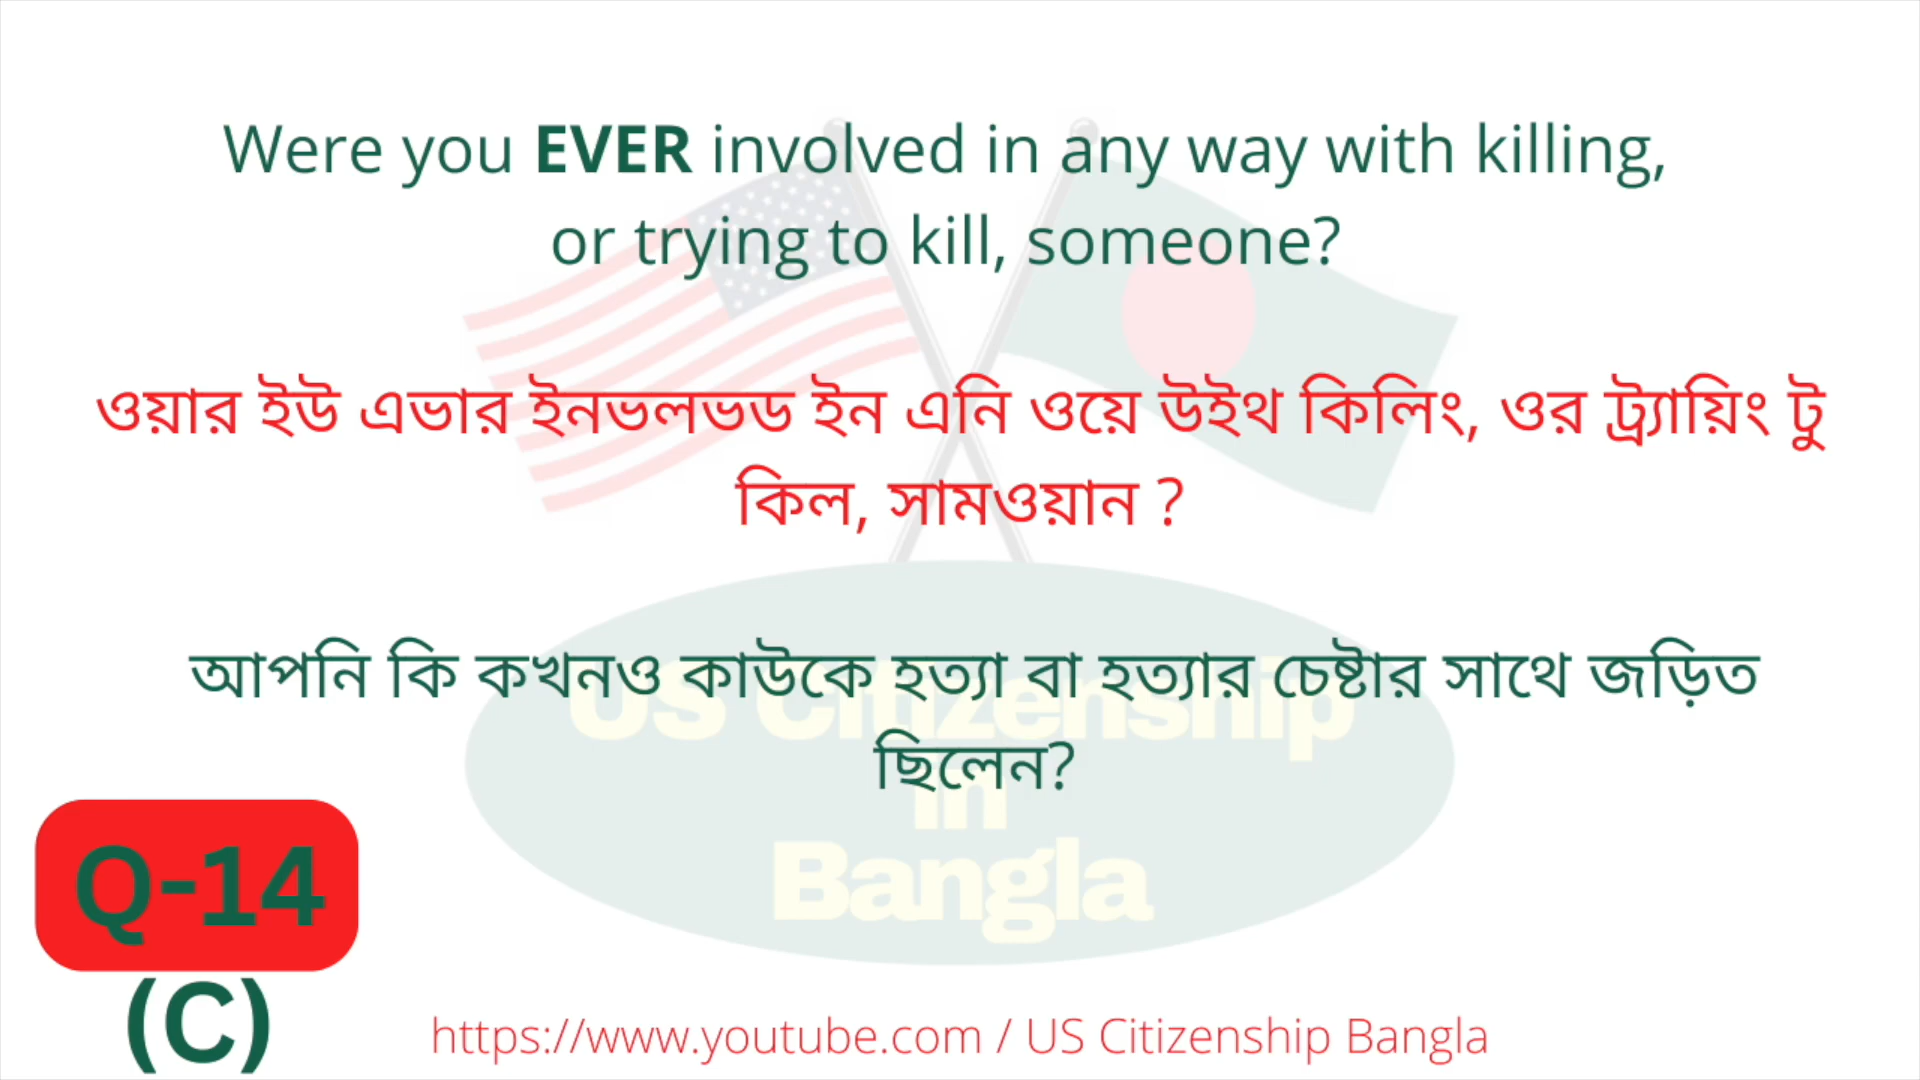 Were you EVER involved in any way with killing,
or trying to kill, someone?
ওয়ার ইউ এভার ইনভলভড ইন এনি ওয়ে উইথ কিলিং, ওর ট্র্যায়িং টু
কিল, সামওয়ান ?
আপনি কি কখনও কাউকে হত্যা বা হত্যার চেষ্টার সাথে জড়িত
ছিলেন?
US Citizenship
in
Bangla
Q-14
(C)
https://www.youtube.com / US Citizenship Bangla